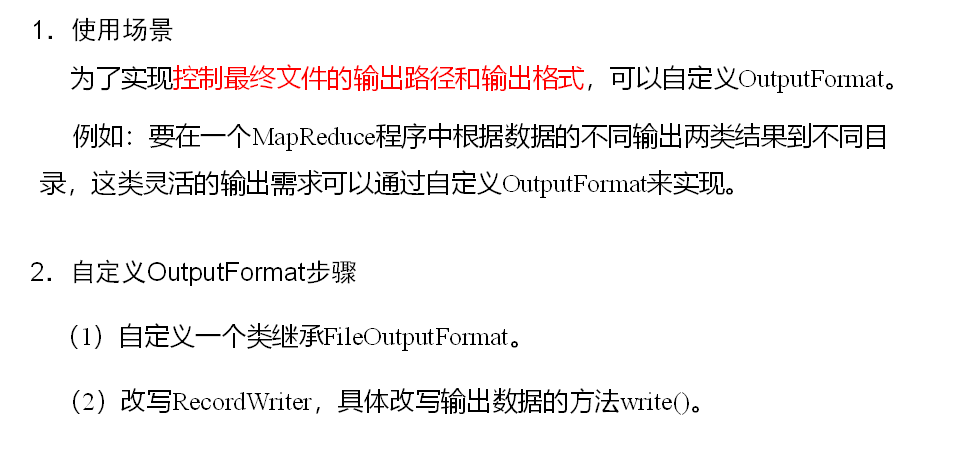 1．使用场景
为了实现控制最终文件的输出路径和输出格式，可以自定义OutputFormat。
例如：要在一个MapReduce程序中根据数据的不同输出两类结果到不同目
录，这类灵活的输出需求可以通过自定义OutputFormat来实现。
2．自定义OutputFormat步骤
（1）自定义一个类继承FileOutputFormat。
（2）改写RecordWriter，具体改写输出数据的方法write()。